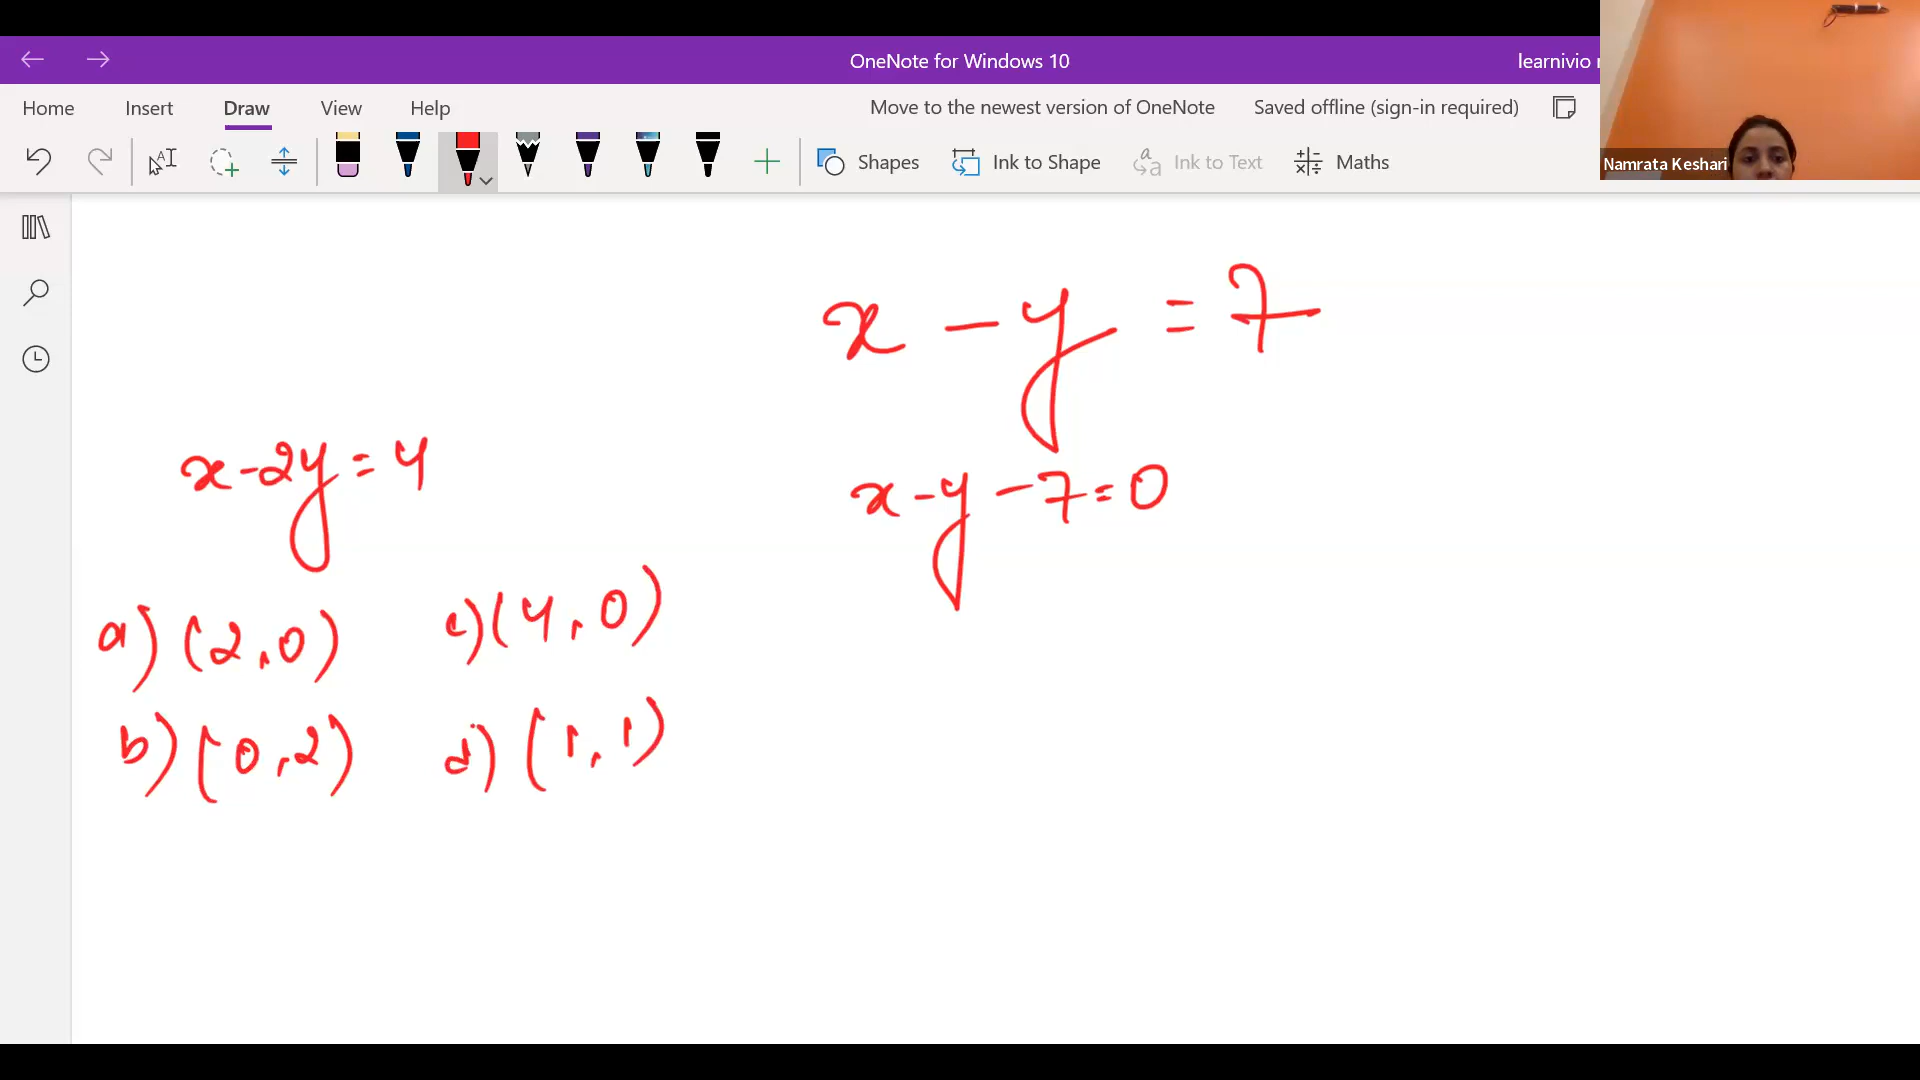 OneNote for Windows 10
learnivio
Home Insert Draw View Help
Move to the newest version of OneNote Saved offline (sign-in required)
Shapes Ink to Shape Ink to Text Maths
Namrata Keshari
x - y = 7
x - 2y = 4
x - y - 7 = 0
a) (2, 0) c) (4, 0)
b) (0, 2) d) (1, 1)